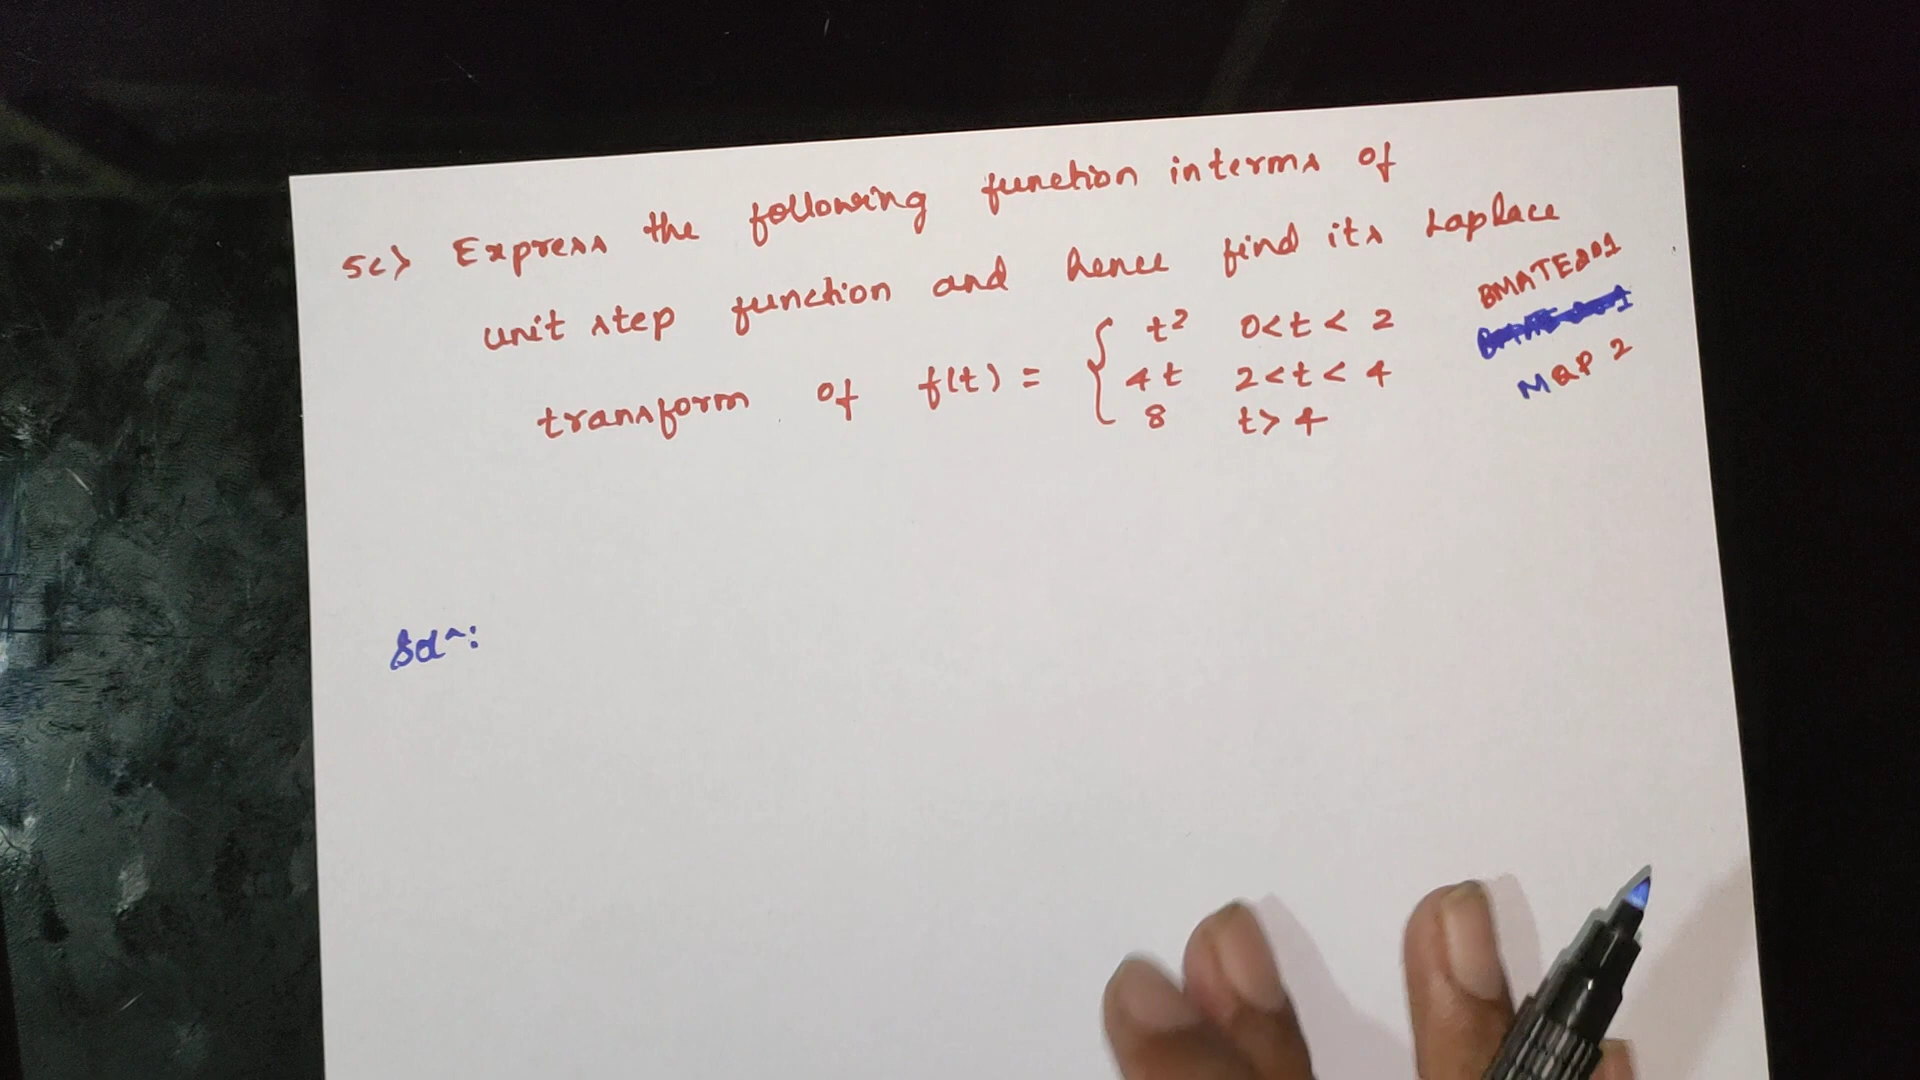 5c> Express the following function interms of
unit step function and hence find its Laplace
transform of f(t) = { t² 0<t< 2
4t 2<t< 4
8 t> 4
BMATE201
MQP 2
Solⁿ: